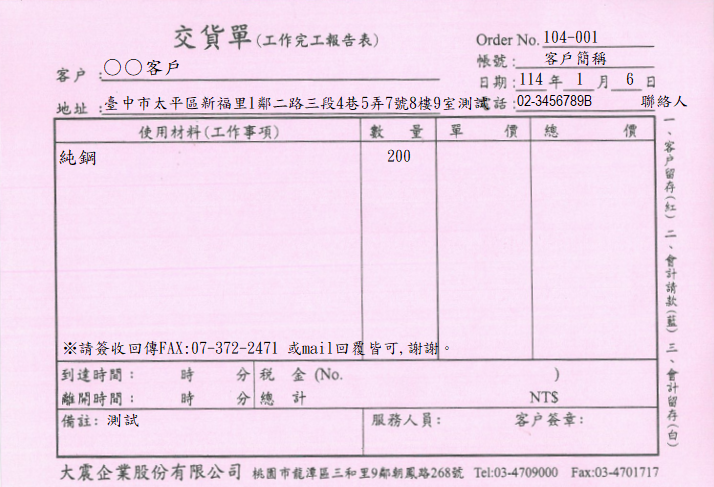 交貨單(工作完工報告表)
Order No. 104-001
帳號: 客戶簡稱
客户: 〇〇客戶
日期: 114 年 1 月 6 日
地址: 臺中市太平區新福里1鄰二路三段4巷5弄7號8樓9室測試
電話: 02-3456789B 聯絡人
使用材料(工作事項) 數量 單價 總價
純鋼 200
※請簽收回傳FAX:07-372-2471 或mail回覆皆可,謝謝。
到達時間: 時 分 稅金 (No. )
離開時間: 時 分 總計 NT$
備註: 測試 服務人員: 客户簽章:
大震企業股份有限公司 桃園市龍潭區三和里9鄰朝鳳路268號 Tel:03-4709000 Fax:03-4701717
一、客户留存(紅) 二、會計請款(藍) 三、會計留存(白)